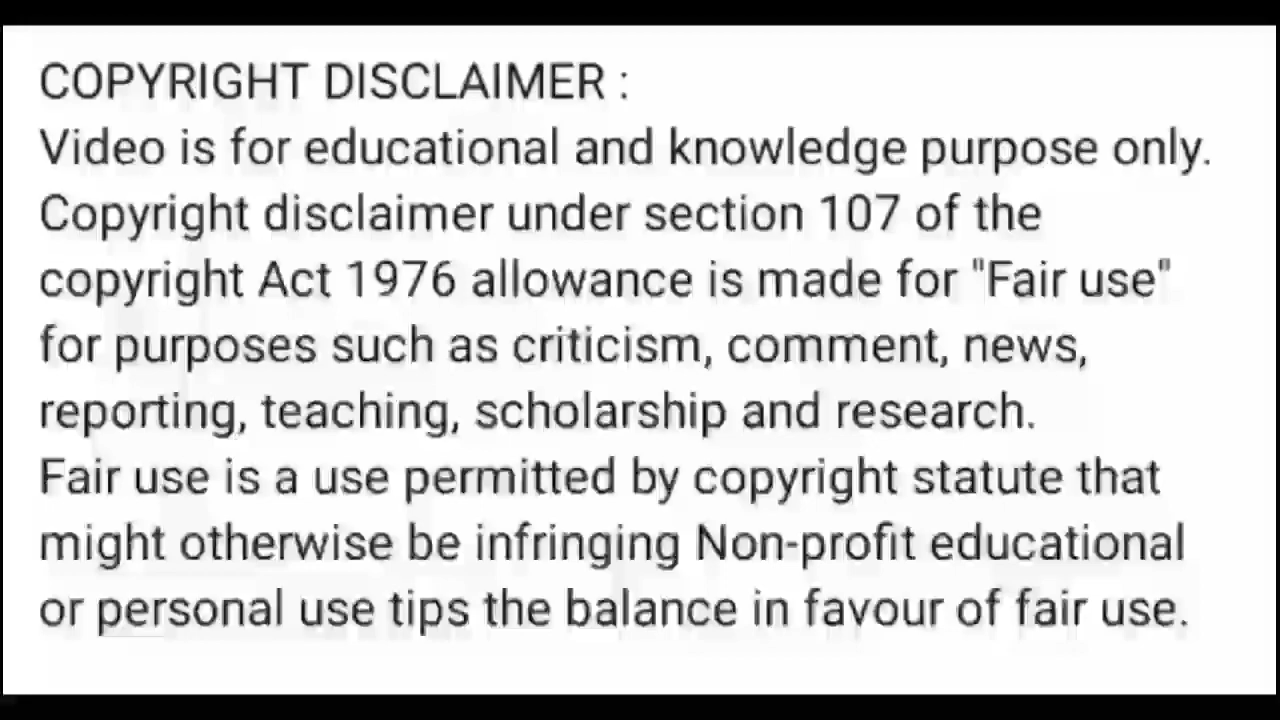 COPYRIGHT DISCLAIMER :
Video is for educational and knowledge purpose only.
Copyright disclaimer under section 107 of the
copyright Act 1976 allowance is made for "Fair use"
for purposes such as criticism, comment, news,
reporting, teaching, scholarship and research.
Fair use is a use permitted by copyright statute that
might otherwise be infringing Non-profit educational
or personal use tips the balance in favour of fair use.